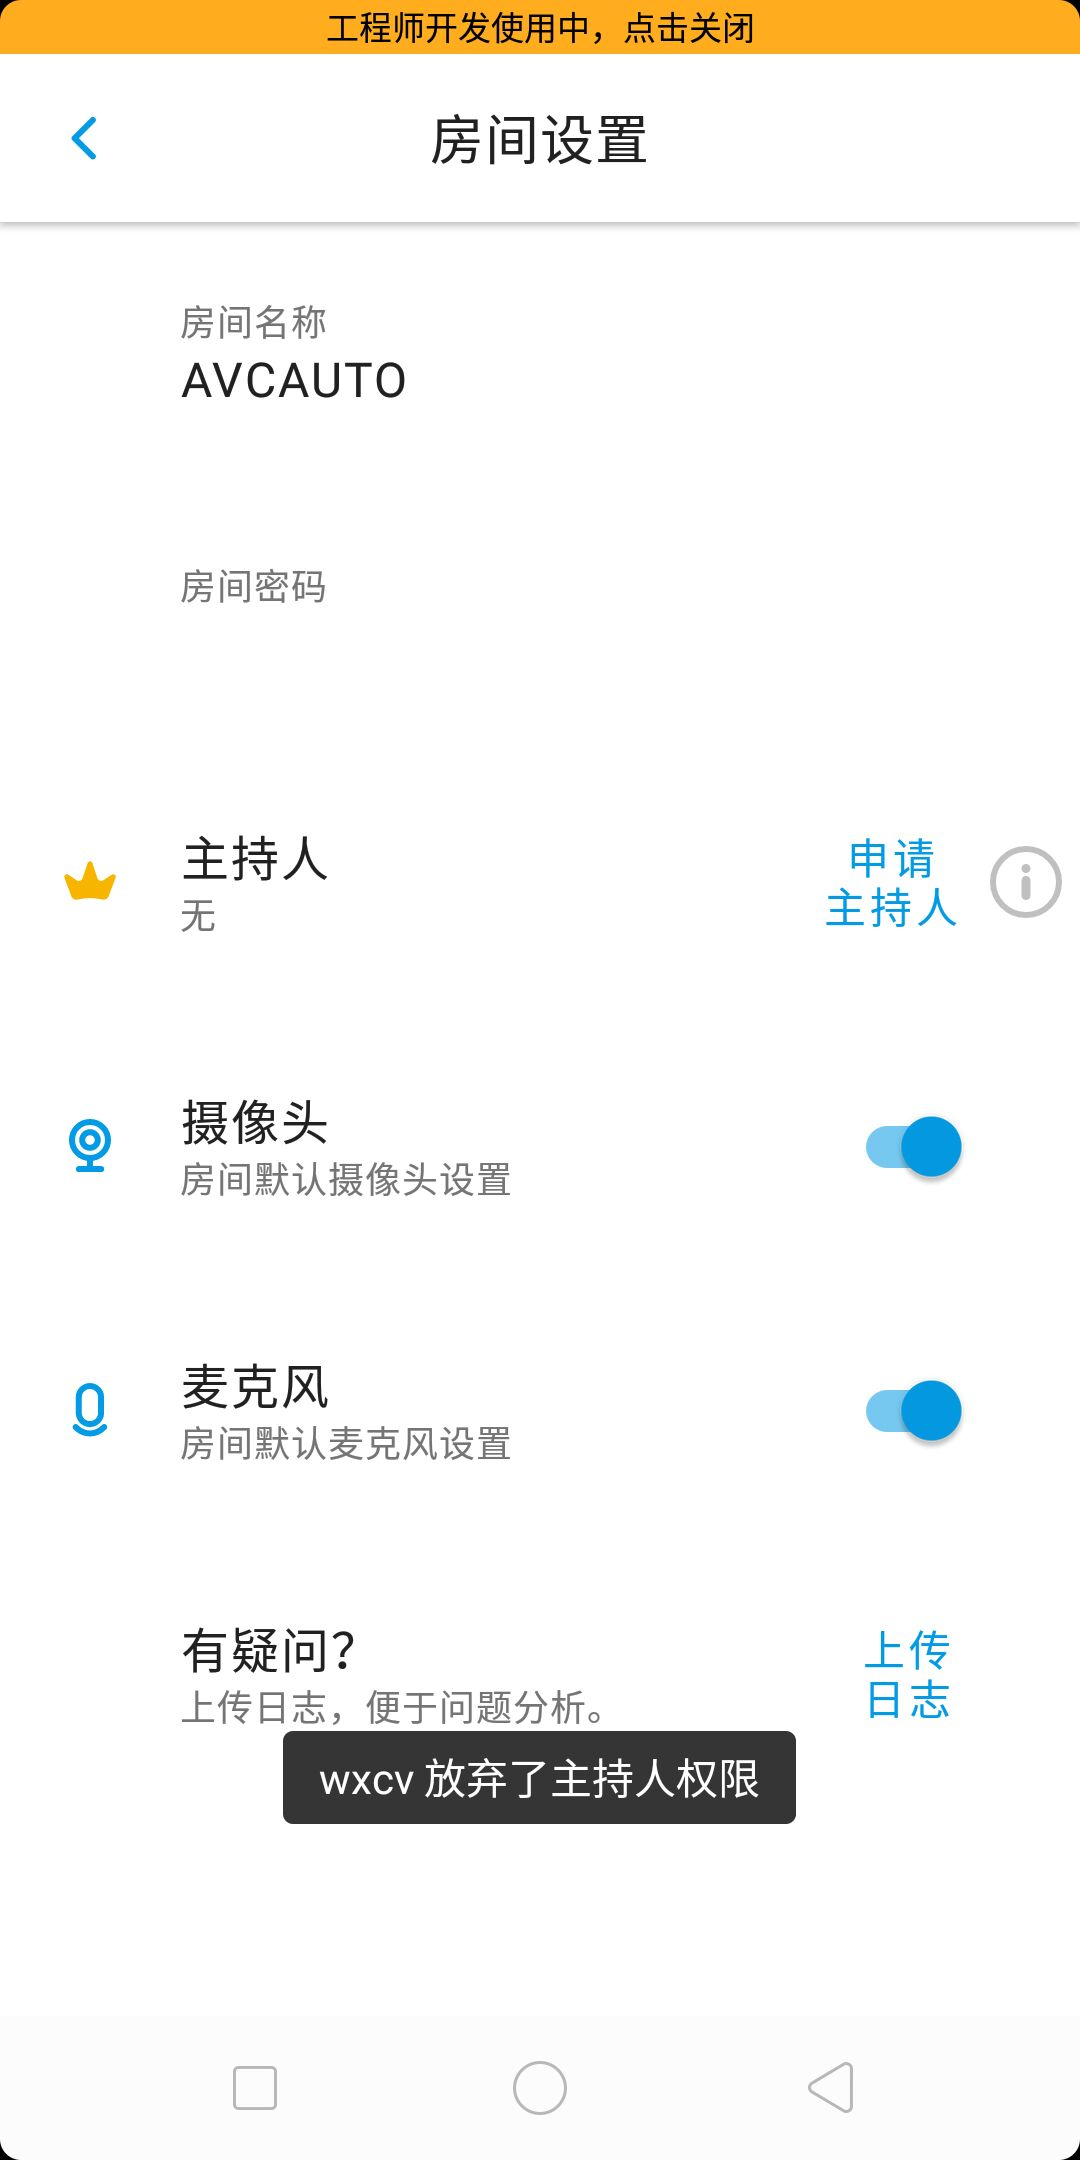 工程师开发使用中，点击关闭
房间设置
房间名称
AVCAUTO
房间密码
主持人
无
申请
主持人
摄像头
房间默认摄像头设置
麦克风
房间默认麦克风设置
有疑问？
上传日志，便于问题分析。
上传
日志
wxcv 放弃了主持人权限